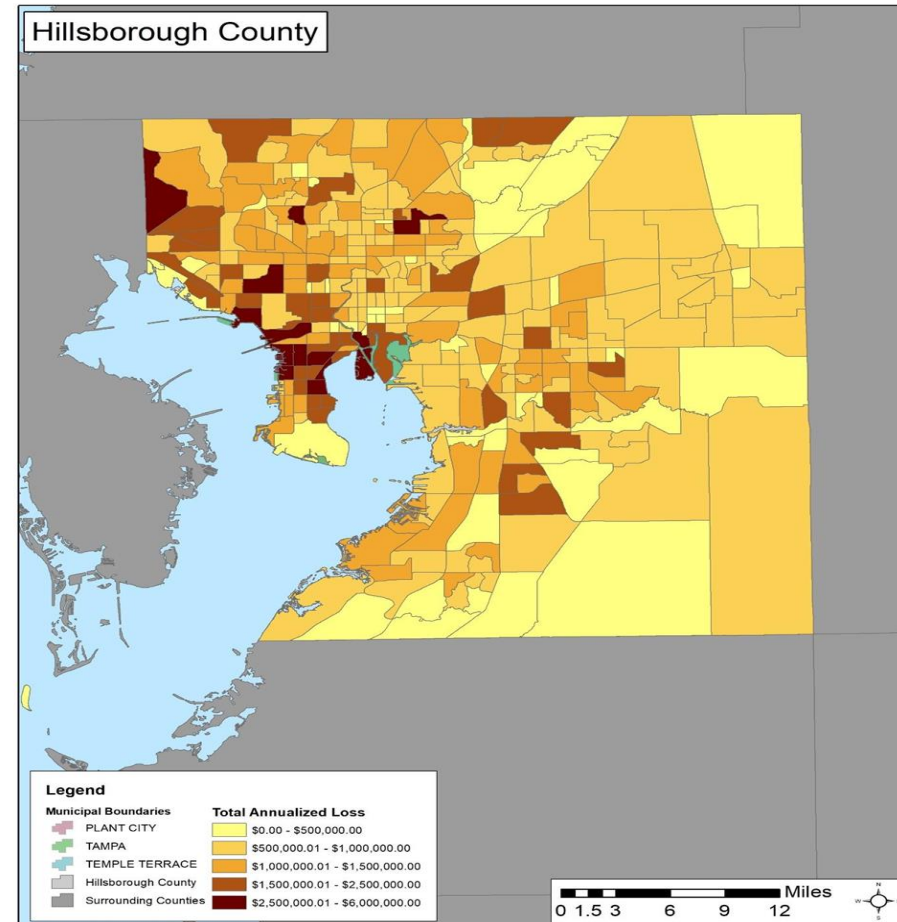 Hillsborough County
Legend
Municipal Boundaries
PLANT CITY
TAMPA
TEMPLE TERRACE
Hillsborough County
Surrounding Counties
Total Annualized Loss
$0.00 - $500,000.00
$500,000.01 - $1,000,000.00
$1,000,000.01 - $1,500,000.00
$1,500,000.01 - $2,500,000.00
$2,500,000.01 - $6,000,000.00
Miles
0 1.5 3 6 9 12
N
W E
S